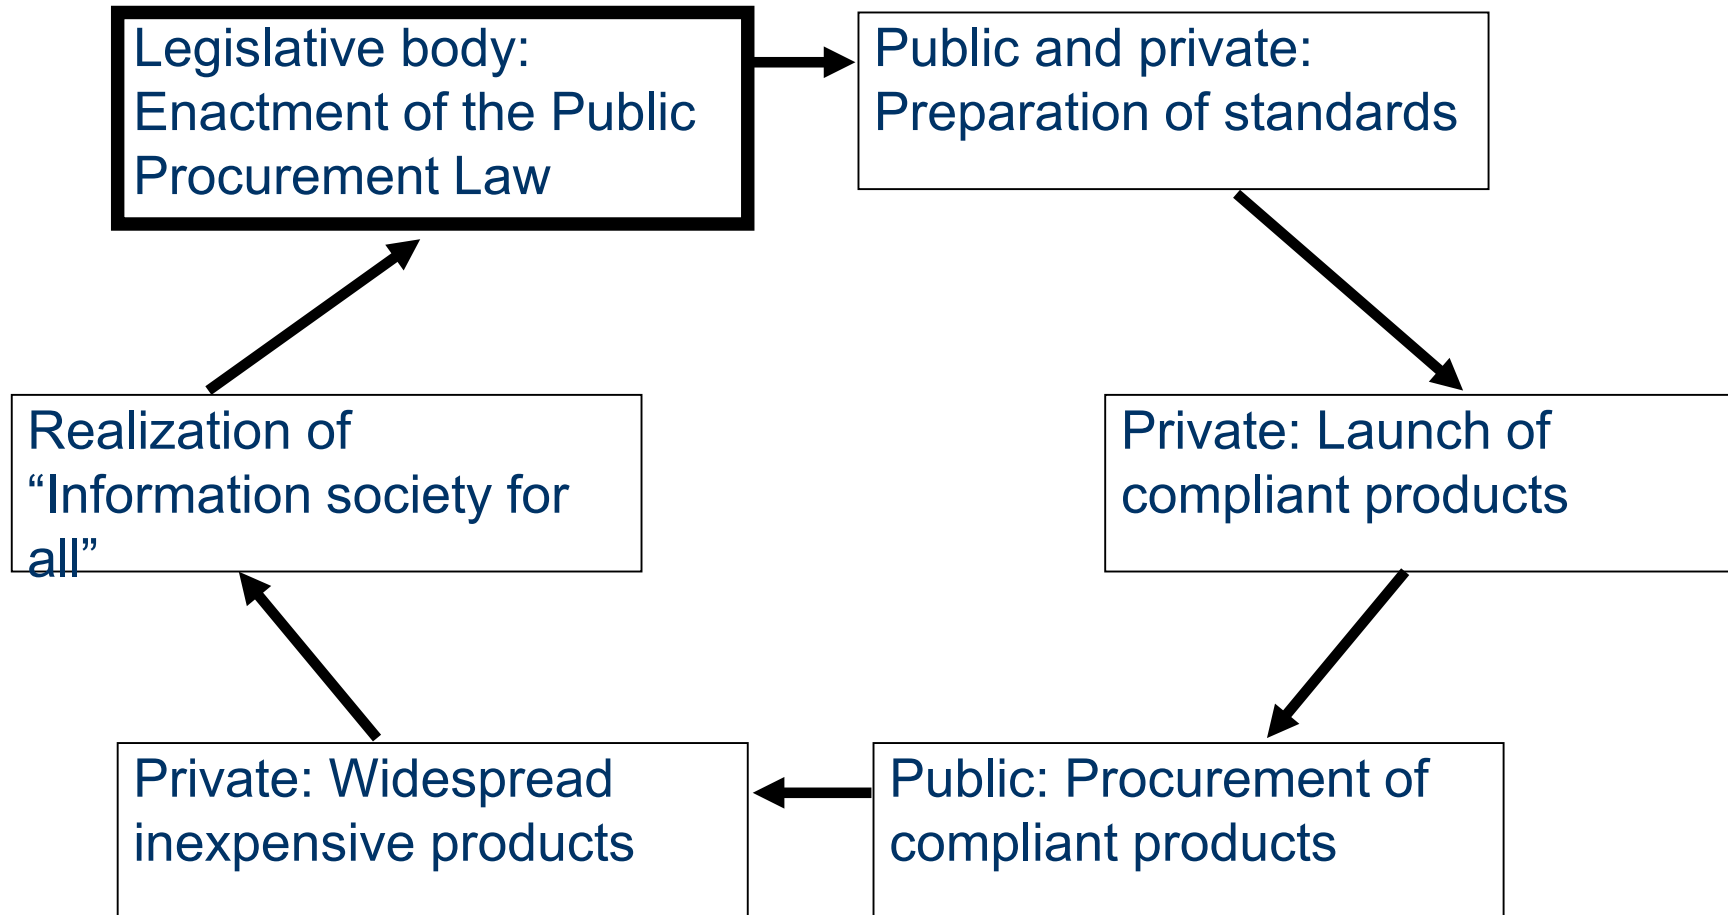 Legislative body:
Enactment of the Public
Procurement Law
Public and private:
Preparation of standards
Private: Launch of
compliant products
Public: Procurement of
compliant products
Private: Widespread
inexpensive products
Realization of
“Information society for
all”